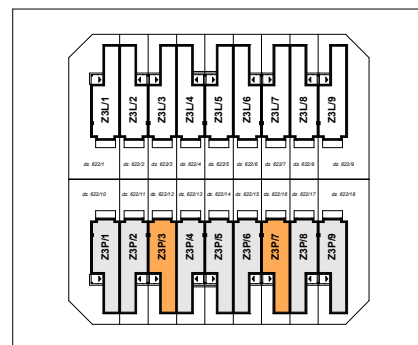 Z3L/1 Z3L/2 Z3L/3 Z3L/4 Z3L/5 Z3L/6 Z3L/7 Z3L/8 Z3L/9
dz. 622/1 dz. 622/2 dz. 622/3 dz. 622/4 dz. 622/5 dz. 622/6 dz. 622/7 dz. 622/8 dz. 622/9
dz. 622/10 dz. 622/11 dz. 622/12 dz. 622/13 dz. 622/14 dz. 622/15 dz. 622/16 dz. 622/17 dz. 622/18
Z3P/1 Z3P/2 Z3P/3 Z3P/4 Z3P/5 Z3P/6 Z3P/7 Z3P/8 Z3P/9